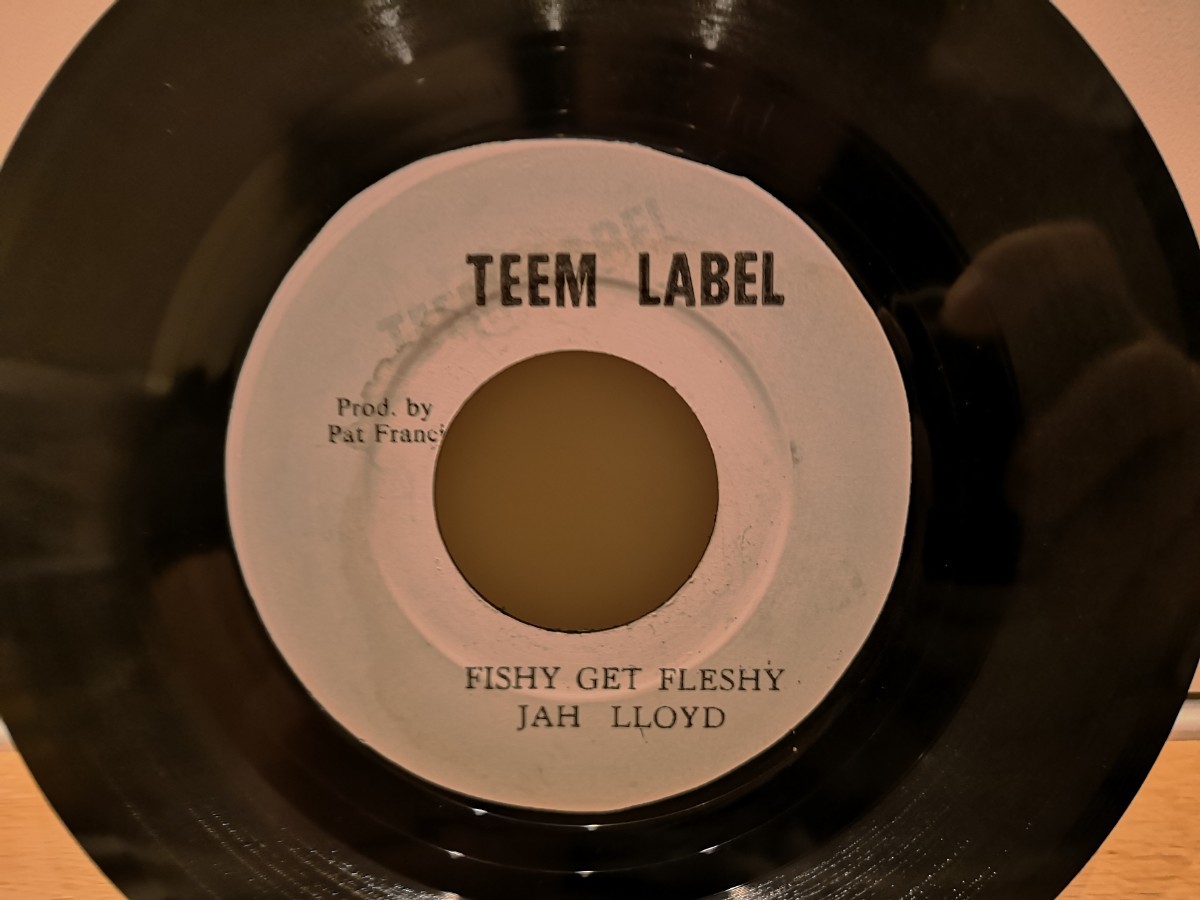 TEEM LABEL
Prod. by
Pat Franci
FISHY GET FLESHY
JAH LLOYD